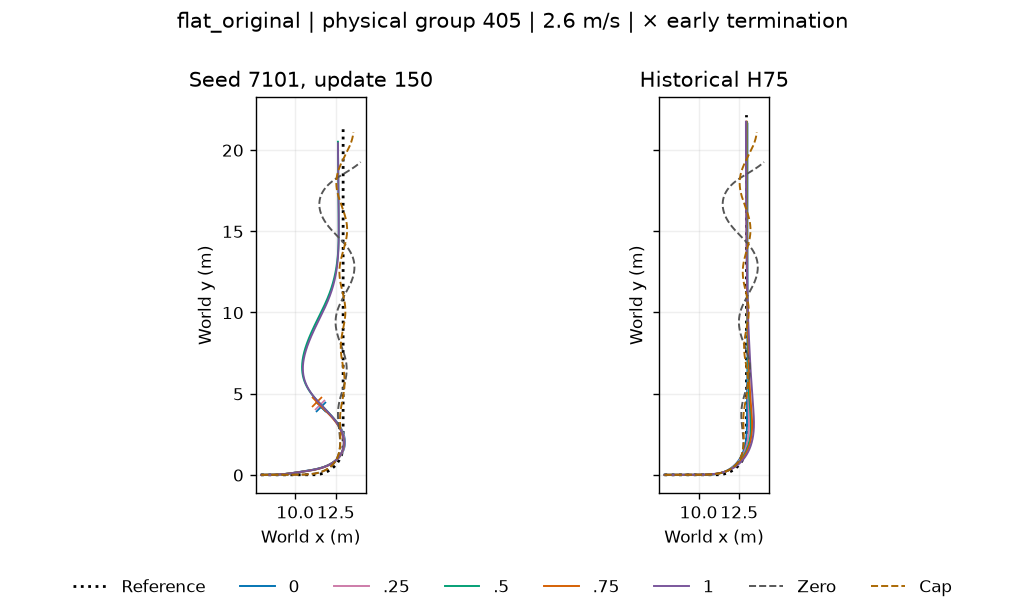 flat_original | physical group 405 | 2.6 m/s | × early termination
Seed 7101, update 150
Historical H75
20
15
10
5
0
World y (m)
World y (m)
10.0 12.5
10.0 12.5
World x (m)
World x (m)
Reference 0 .25 .5 .75 1 Zero Cap